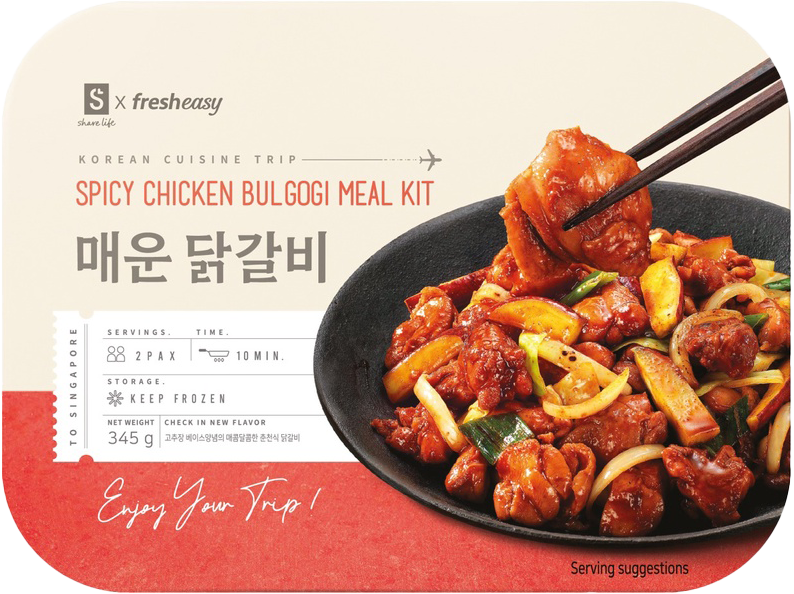 S X fresheasy
share life
KOREAN CUISINE TRIP
SPICY CHICKEN BULGOGI MEAL KIT
매운 닭갈비
TO SINGAPORE
SERVINGS. TIME.
2 PAX 10 MIN.
STORAGE.
KEEP FROZEN
NET WEIGHT CHECK IN NEW FLAVOR
345 g 고추장 베이스양념의 매콤달콤한 춘천식 닭갈비
Enjoy Your Trip !
Serving suggestions